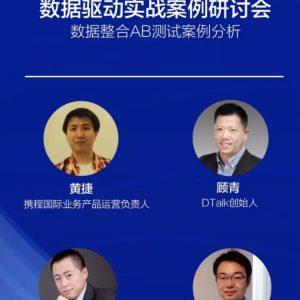 数据驱动实战案例研讨会
数据整合AB测试案例分析
黄捷
顾青
携程国际业务产品运营负责人
DTalk创始人